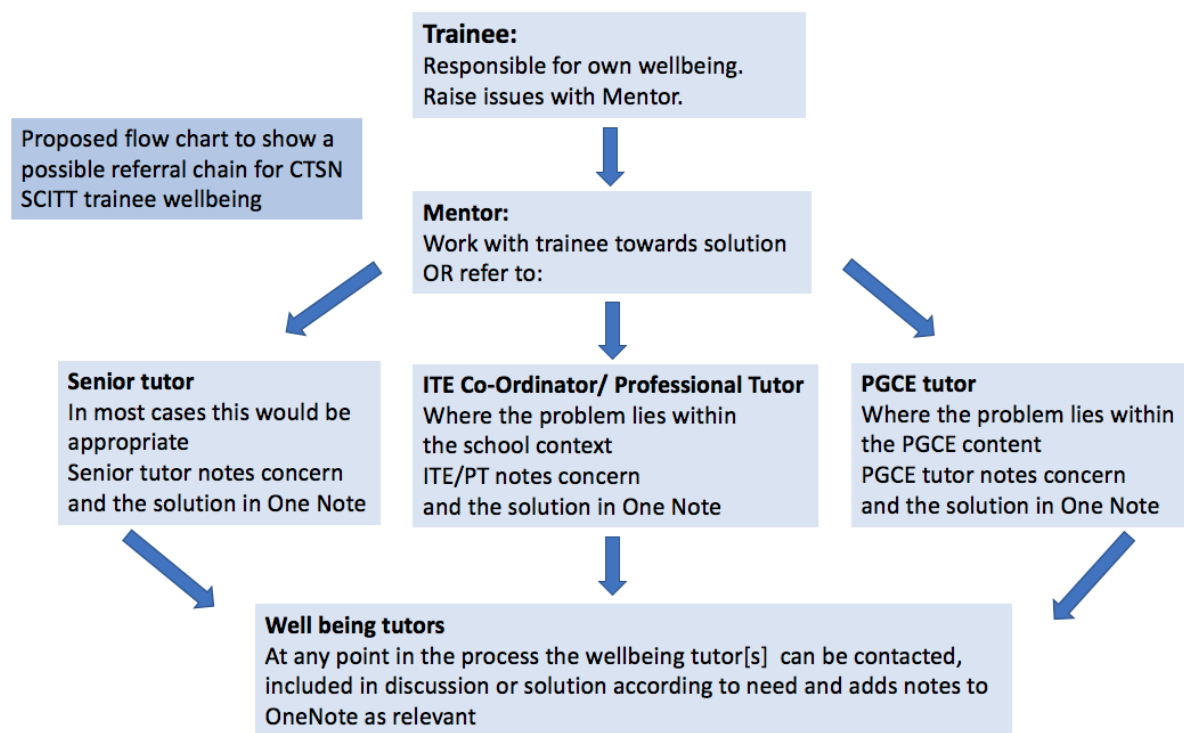 Trainee:
Responsible for own wellbeing.
Raise issues with Mentor.
Proposed flow chart to show a
possible referral chain for CTSN
SCITT trainee wellbeing
Mentor:
Work with trainee towards solution
OR refer to:
Senior tutor
In most cases this would be
appropriate
Senior tutor notes concern
and the solution in One Note
ITE Co-Ordinator/ Professional Tutor
Where the problem lies within
the school context
ITE/PT notes concern
and the solution in One Note
PGCE tutor
Where the problem lies within
the PGCE content
PGCE tutor notes concern
and the solution in One Note
Well being tutors
At any point in the process the wellbeing tutor[s]  can be contacted,
included in discussion or solution according to need and adds notes to
OneNote as relevant